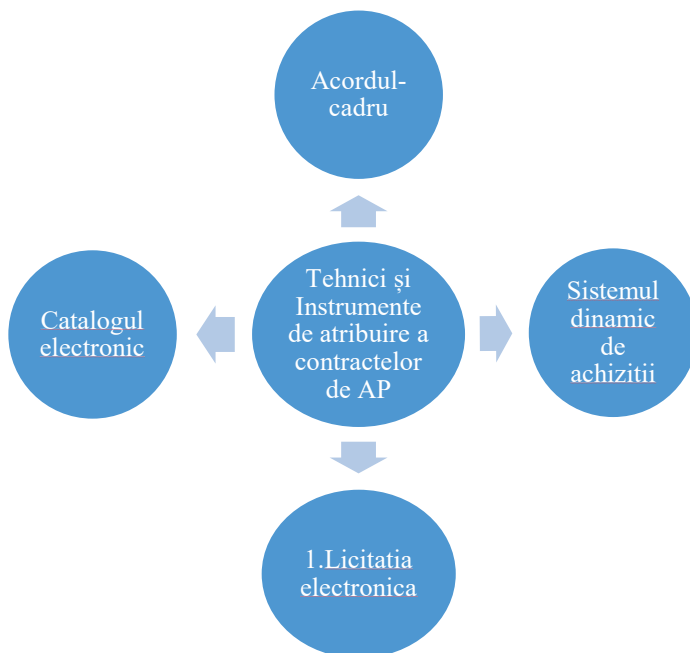 Acordul-
cadru
Tehnici și
Instrumente
de atribuire a
contractelor
de AP
Catalogul
electronic
Sistemul
dinamic
de
achizitii
1.Licitatia
electronica